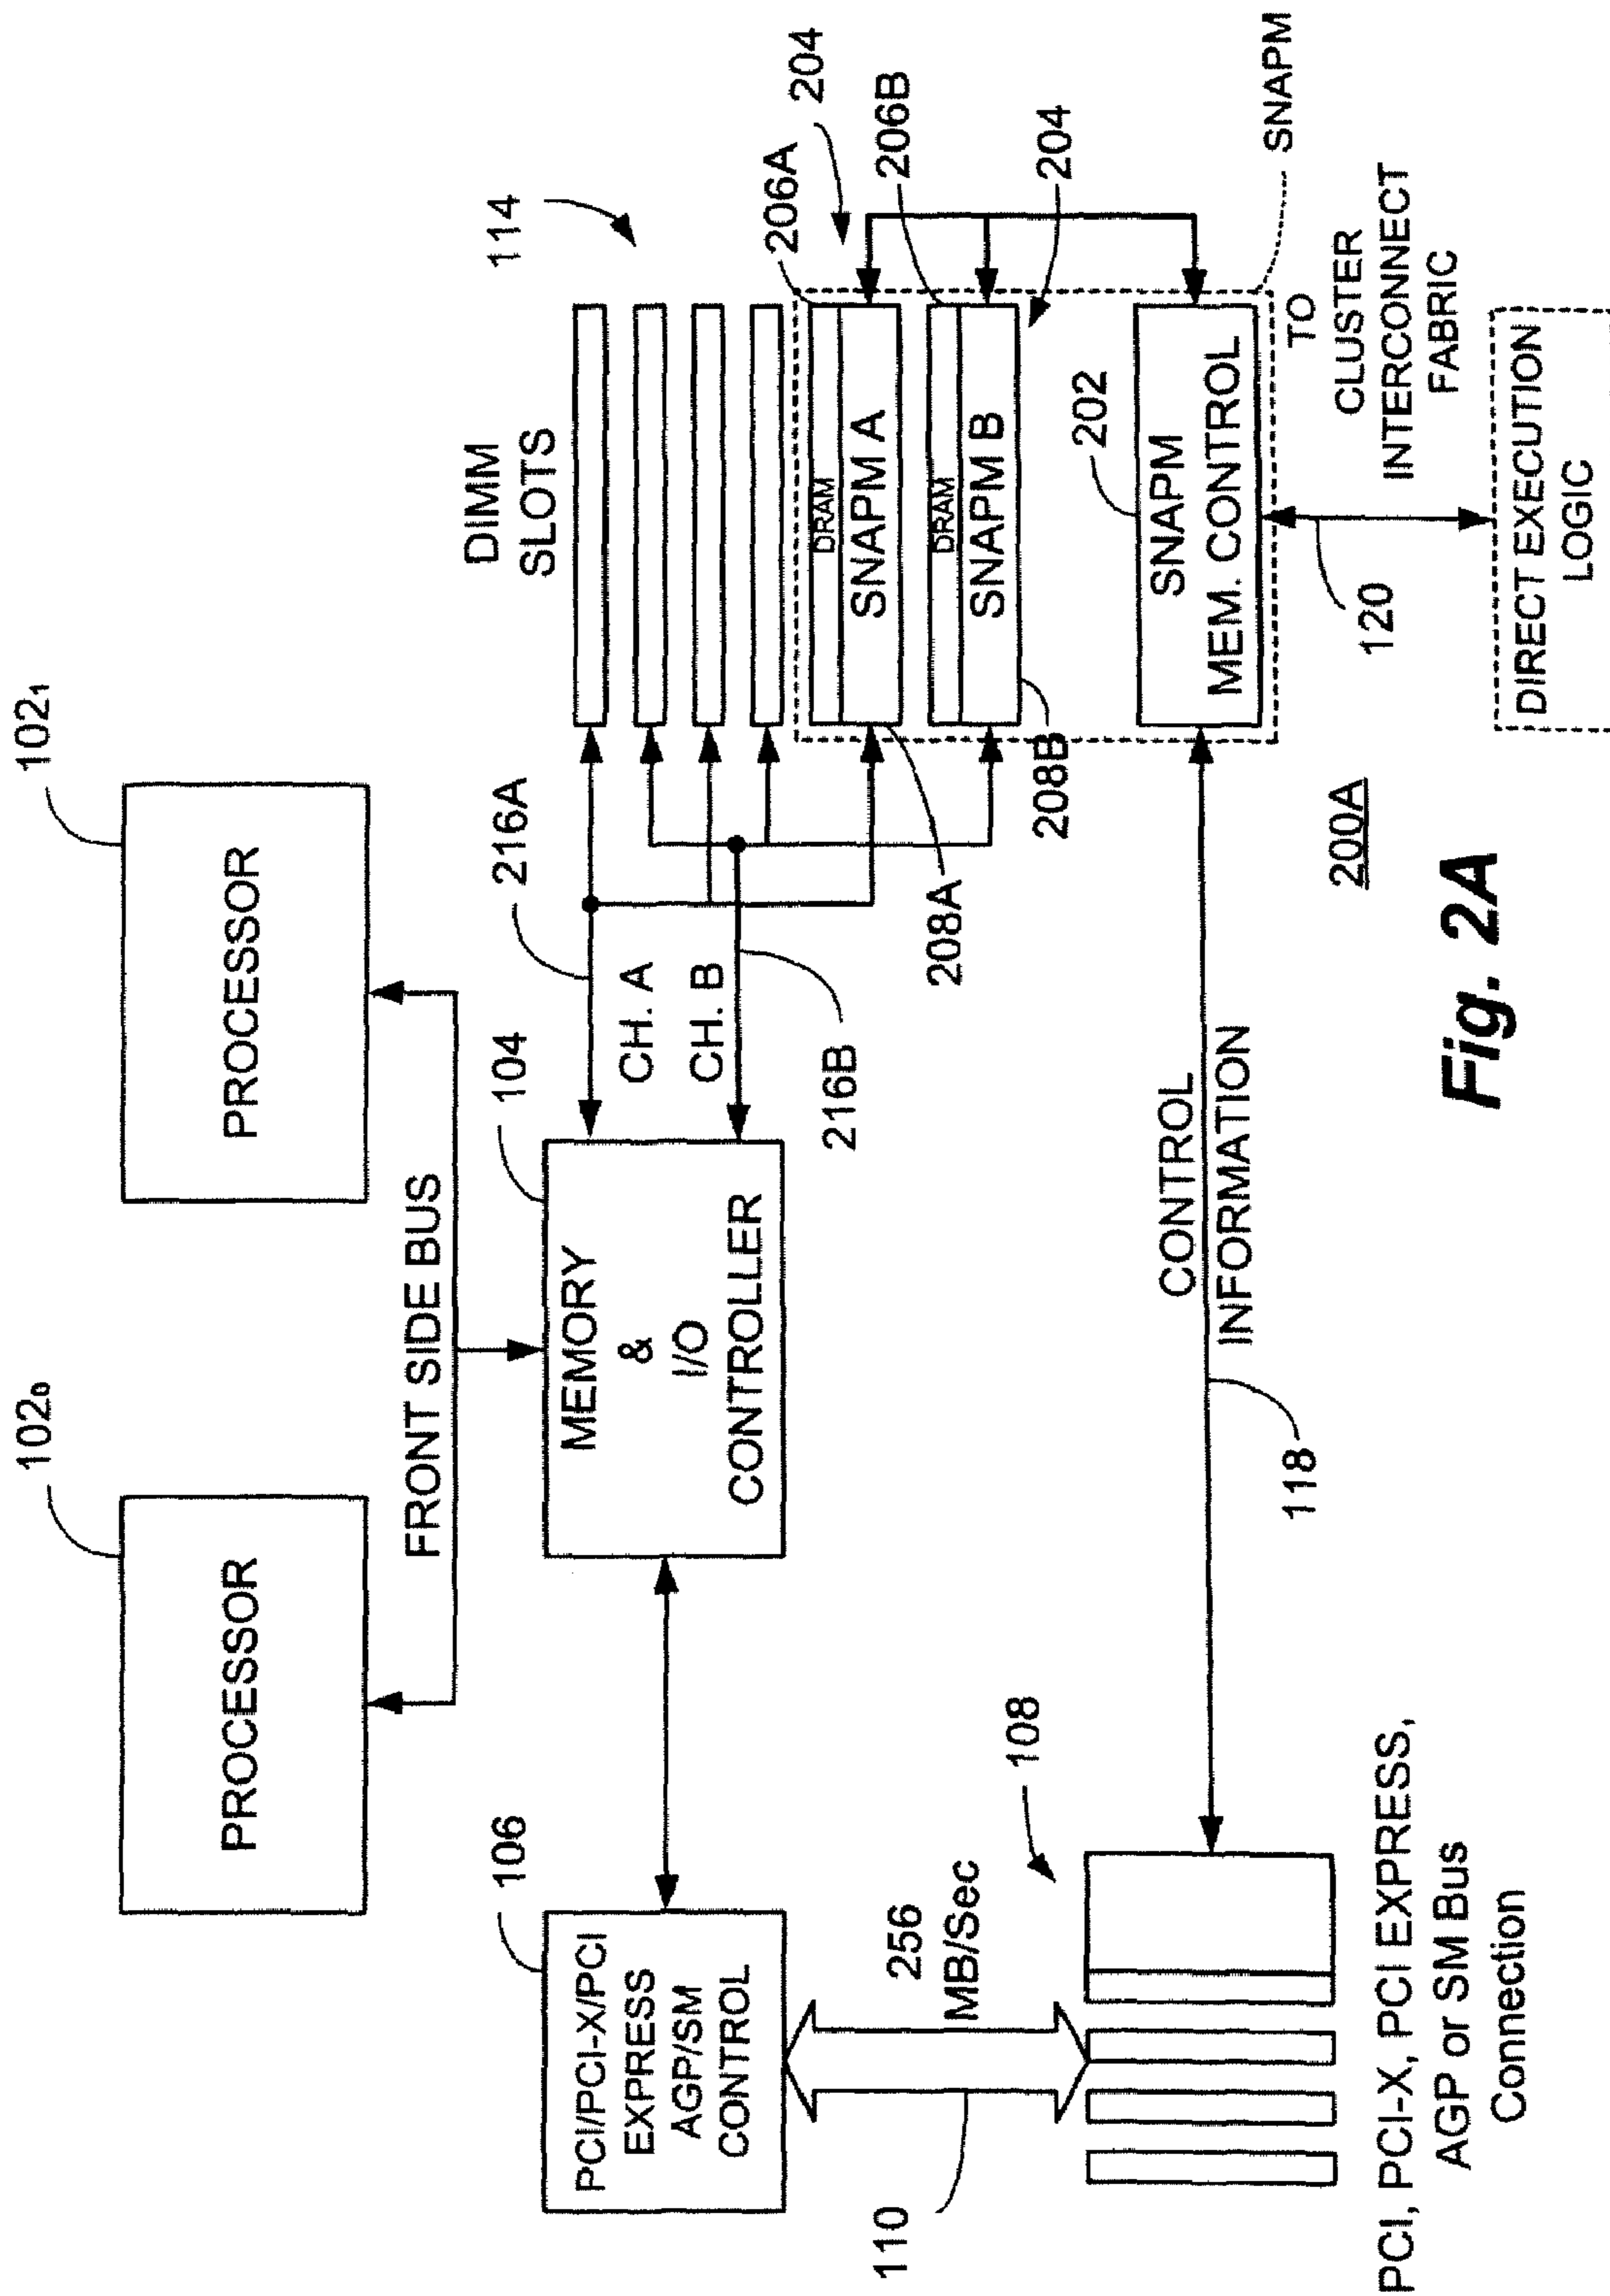 102₀
PROCESSOR
102₁
PROCESSOR
FRONT SIDE BUS
106
PCI/PCI-X/PCI
EXPRESS
AGP/SM
CONTROL
104
MEMORY
&
I/O
CONTROLLER
216A
CH. A
CH. B
216B
DIMM
SLOTS
114
206A
204
DRAM
SNAPM A
208A
206B
DRAM
SNAPM B
208B
204
202
SNAPM
MEM. CONTROL
SNAPM
110
256
MB/Sec
108
CONTROL
INFORMATION
118
120
TO
CLUSTER
INTERCONNECT
FABRIC
DIRECT EXECUTION
LOGIC
PCI, PCI-X, PCI EXPRESS,
AGP or SM Bus
Connection
200A
Fig. 2A